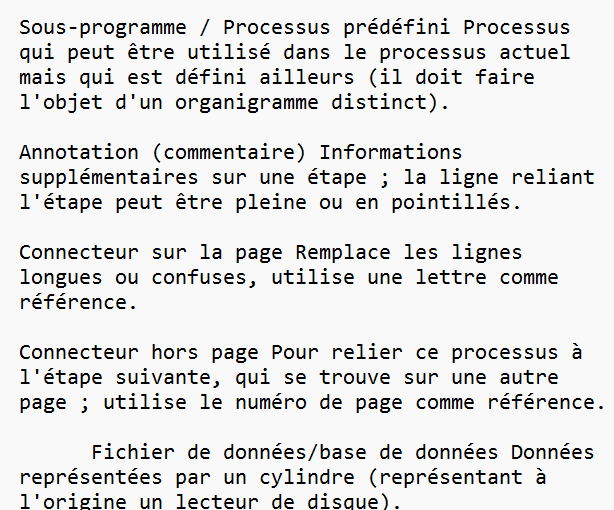 Sous-programme / Processus prédéfini Processus
qui peut être utilisé dans le processus actuel
mais qui est défini ailleurs (il doit faire
l'objet d'un organigramme distinct).
Annotation (commentaire) Informations
supplémentaires sur une étape ; la ligne reliant
l'étape peut être pleine ou en pointillés.
Connecteur sur la page Remplace les lignes
longues ou confuses, utilise une lettre comme
référence.
Connecteur hors page Pour relier ce processus à
l'étape suivante, qui se trouve sur une autre
page ; utilise le numéro de page comme référence.
Fichier de données/base de données Données
représentées par un cylindre (représentant à
l'origine un lecteur de disque).